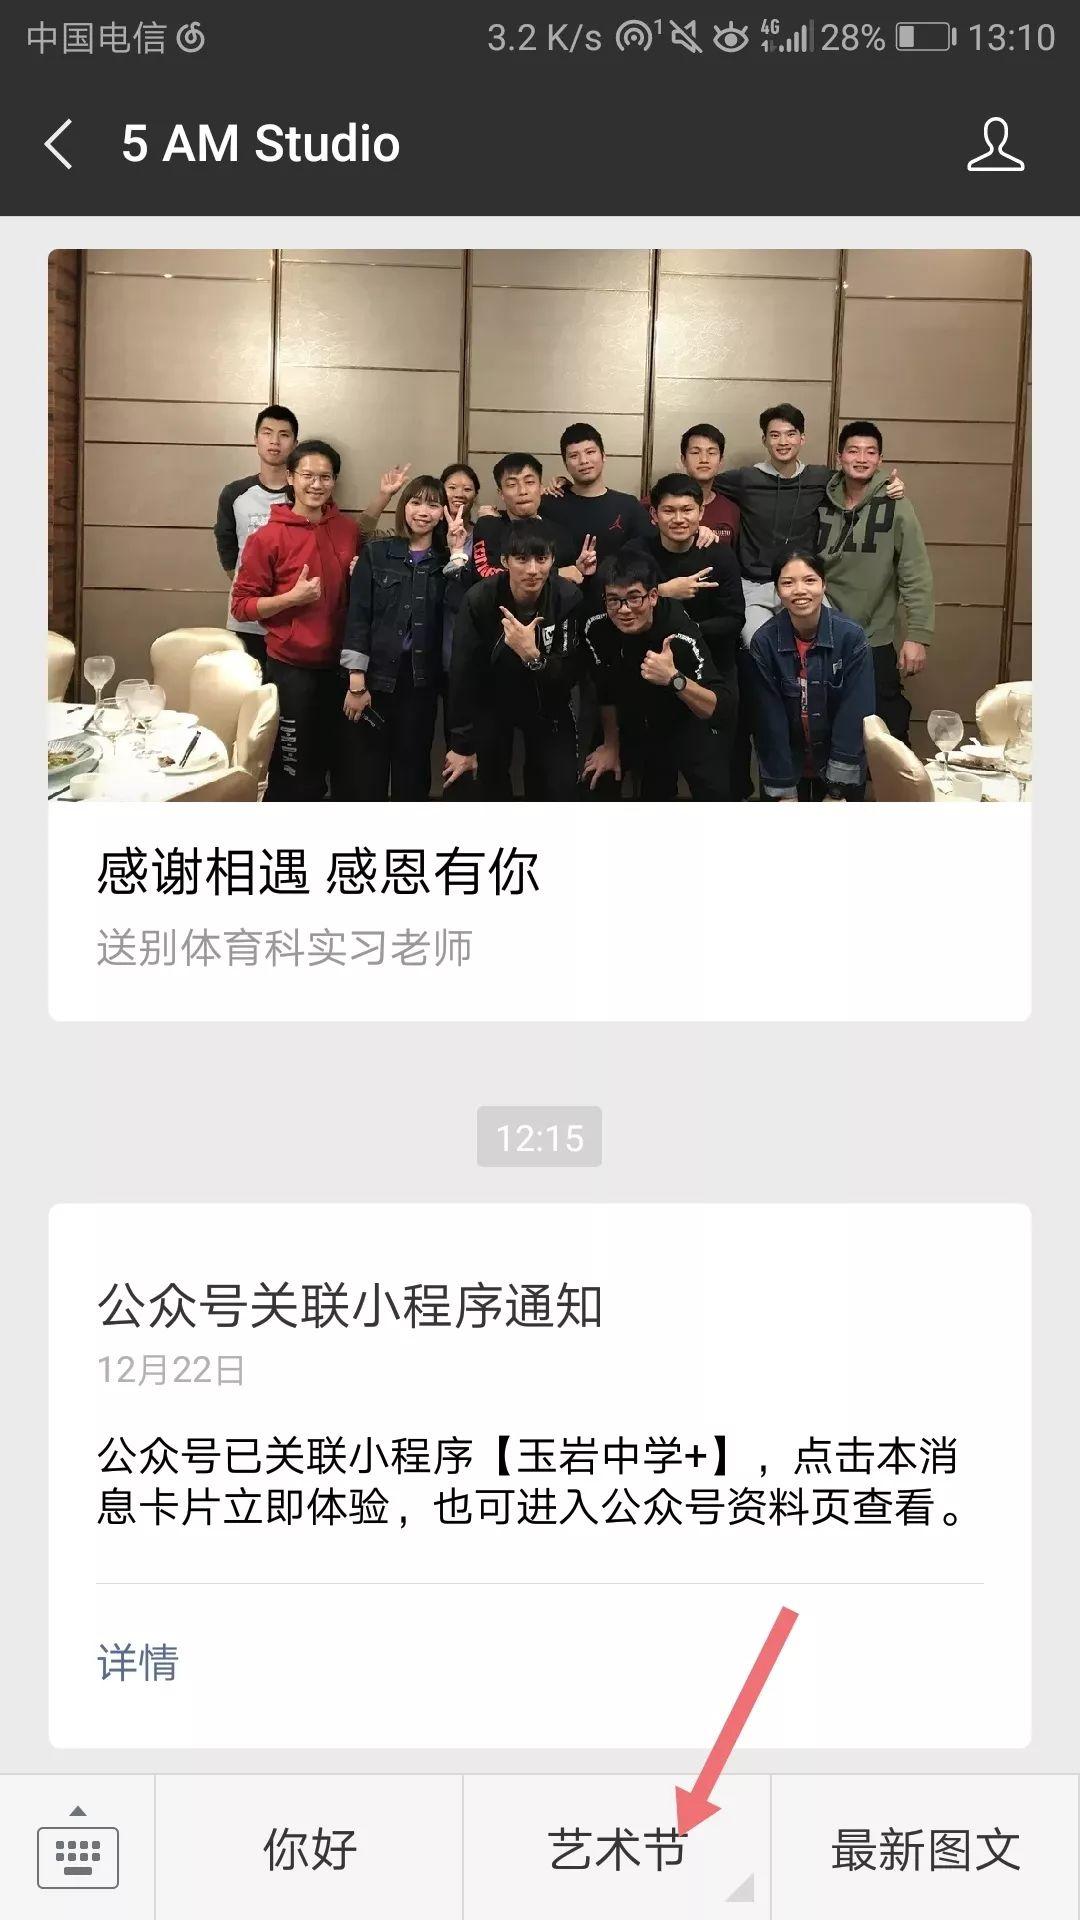 中国电信 3.2 K/s 1 4G 28% 13:10
5 AM Studio
感谢相遇 感恩有你
送别体育科实习老师
12:15
公众号关联小程序通知
12月22日
公众号已关联小程序【玉岩中学+】，点击本消
息卡片立即体验，也可进入公众号资料页查看。
详情
你好 艺术节 最新图文